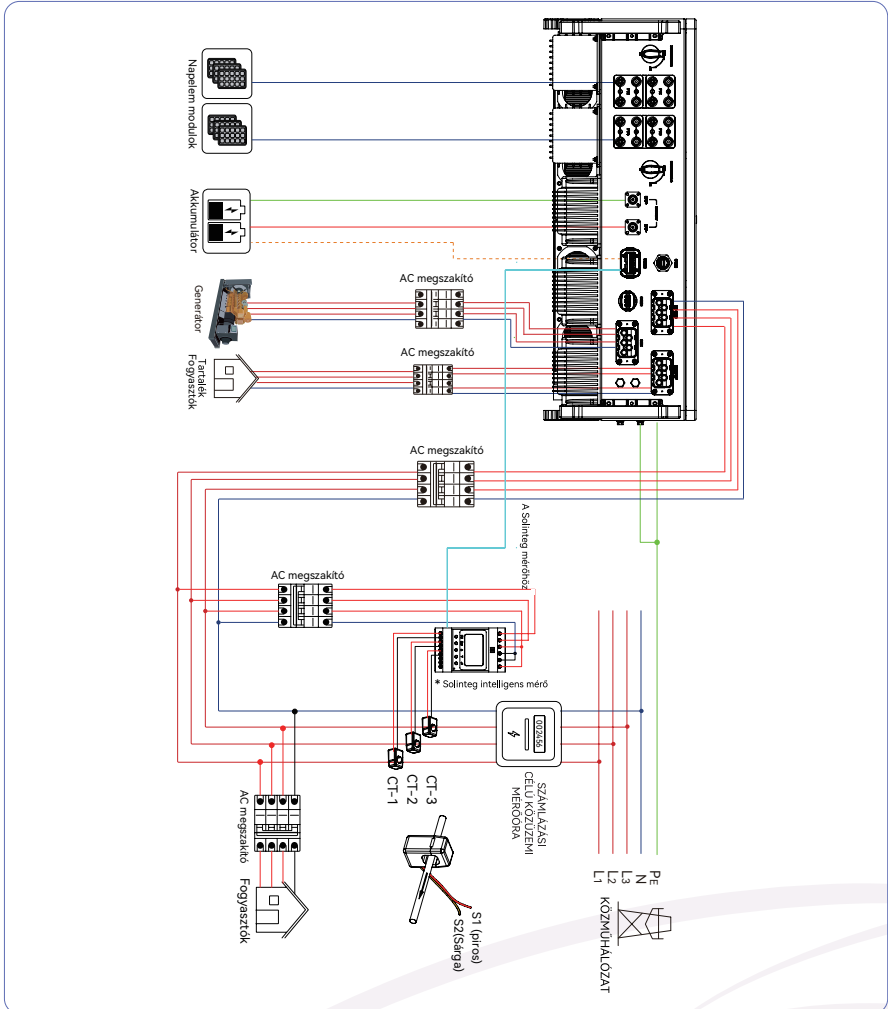 Napelem modulok
Akkumulátor
Generátor
Tartalék
Fogyasztók
AC megszakító
AC megszakító
AC megszakító
A Solinteg mérőhöz
AC megszakító
* Solinteg intelligens mérő
002456
SZÁMLÁZÁSI
CÉLÚ KÖZÜZEMI
MÉRŐÓRA
CT-1
CT-2
CT-3
S1 (piros)
S2(Sárga)
AC megszakító
Fogyasztók
PE
N
L3
L2
L1
KÖZMŰHÁLÓZAT